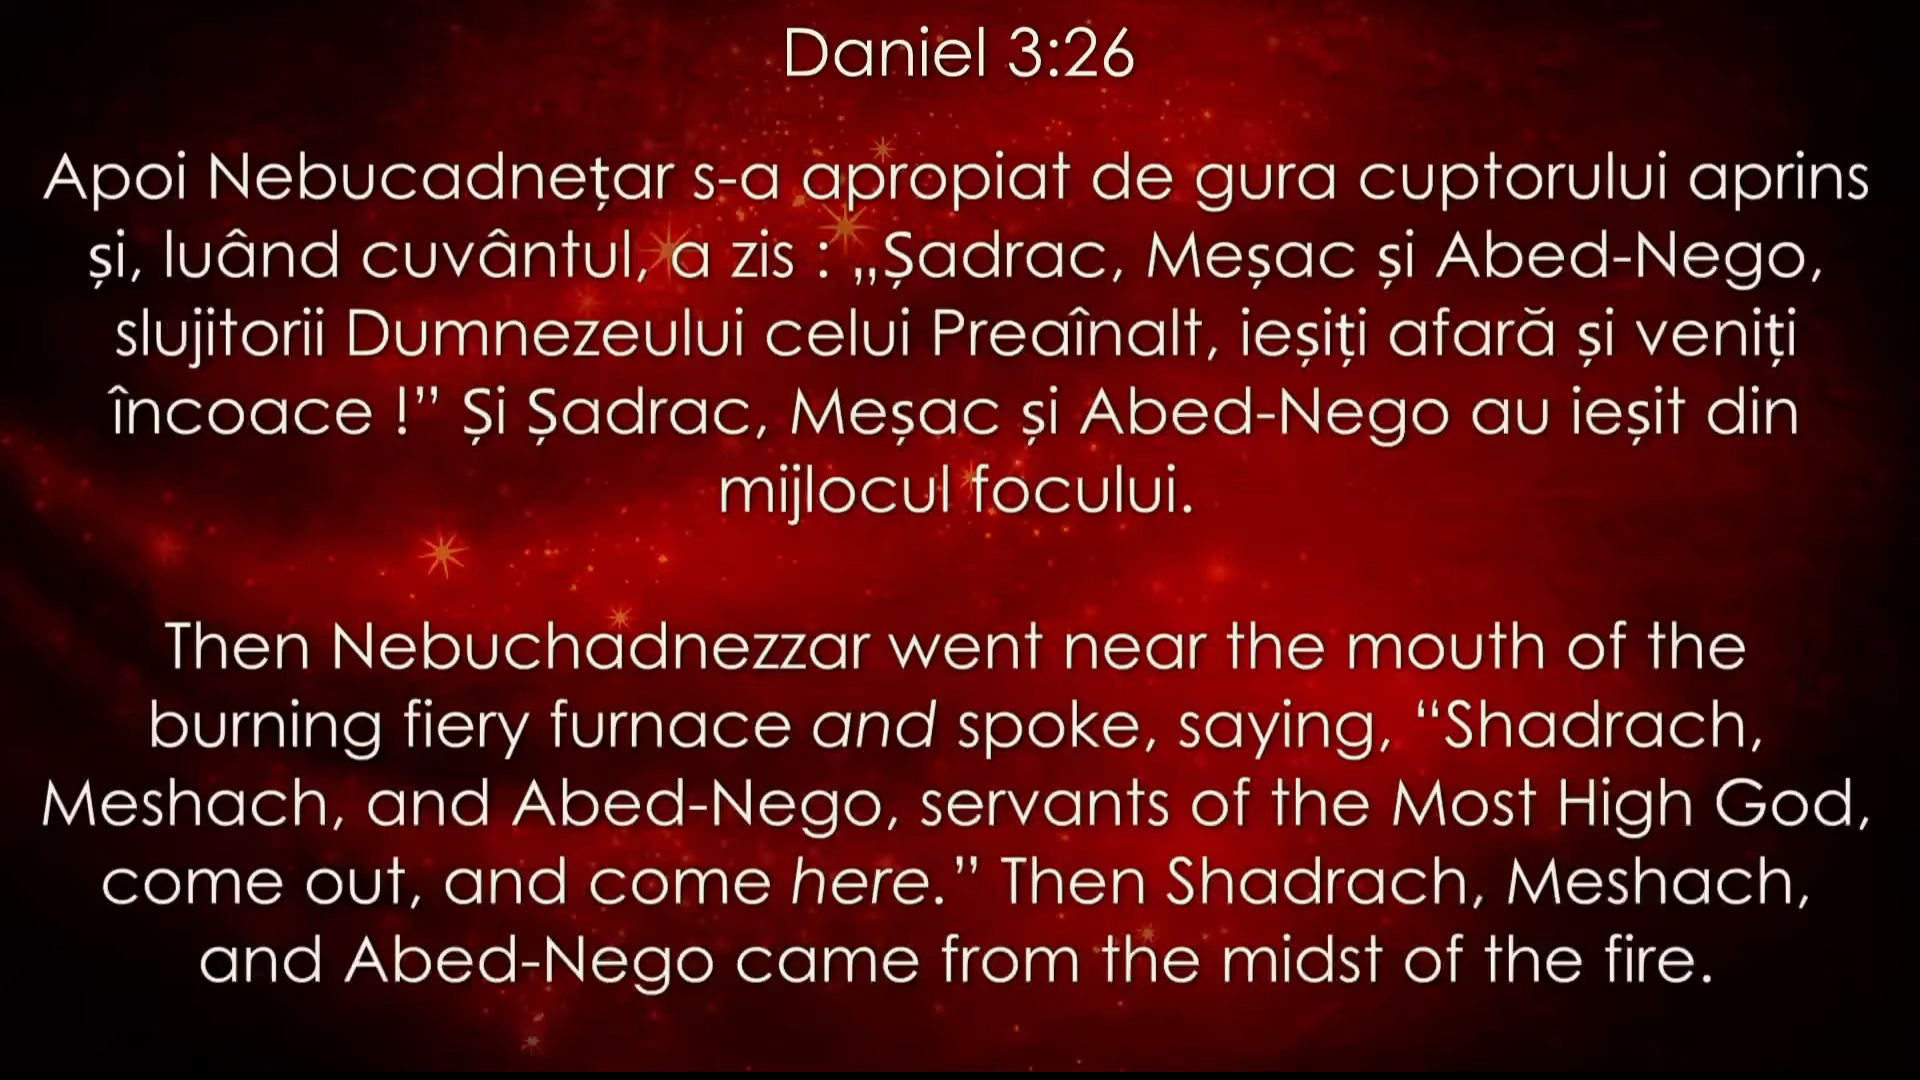 Daniel 3:26
Apoi Nebucadnețar s-a apropiat de gura cuptorului aprins
și, luând cuvântul, a zis : „Șadrac, Meșac și Abed-Nego,
slujitorii Dumnezeului celui Preaînalt, ieșiți afară și veniți
încoace !” Și Șadrac, Meșac și Abed-Nego au ieșit din
mijlocul focului.
Then Nebuchadnezzar went near the mouth of the
burning fiery furnace and spoke, saying, “Shadrach,
Meshach, and Abed-Nego, servants of the Most High God,
come out, and come here.” Then Shadrach, Meshach,
and Abed-Nego came from the midst of the fire.